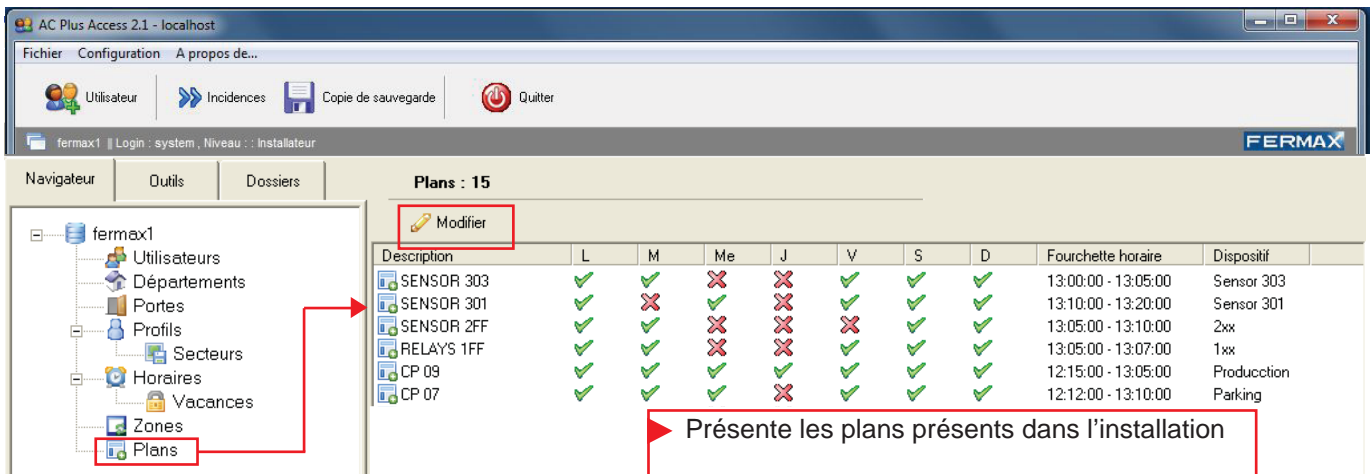 AC Plus Access 2.1 - localhost
Fichier Configuration A propos de...
Utilisateur Incidences Copie de sauvegarde Quitter
fermax1 || Login : system , Niveau : : Installateur FERMAX
Navigateur Outils Dossiers Plans : 15
Modifier
fermax1
Utilisateurs
Départements
Portes
Profils
Secteurs
Horaires
Vacances
Zones
Plans
Description L M Me J V S D Fourchette horaire Dispositif
SENSOR 303 13:00:00 - 13:05:00 Sensor 303
SENSOR 301 13:10:00 - 13:20:00 Sensor 301
SENSOR 2FF 13:05:00 - 13:10:00 2xx
RELAYS 1FF 13:05:00 - 13:07:00 1xx
CP 09 12:15:00 - 13:05:00 Producction
CP 07 12:12:00 - 13:10:00 Parking
Présente les plans présents dans l’installation